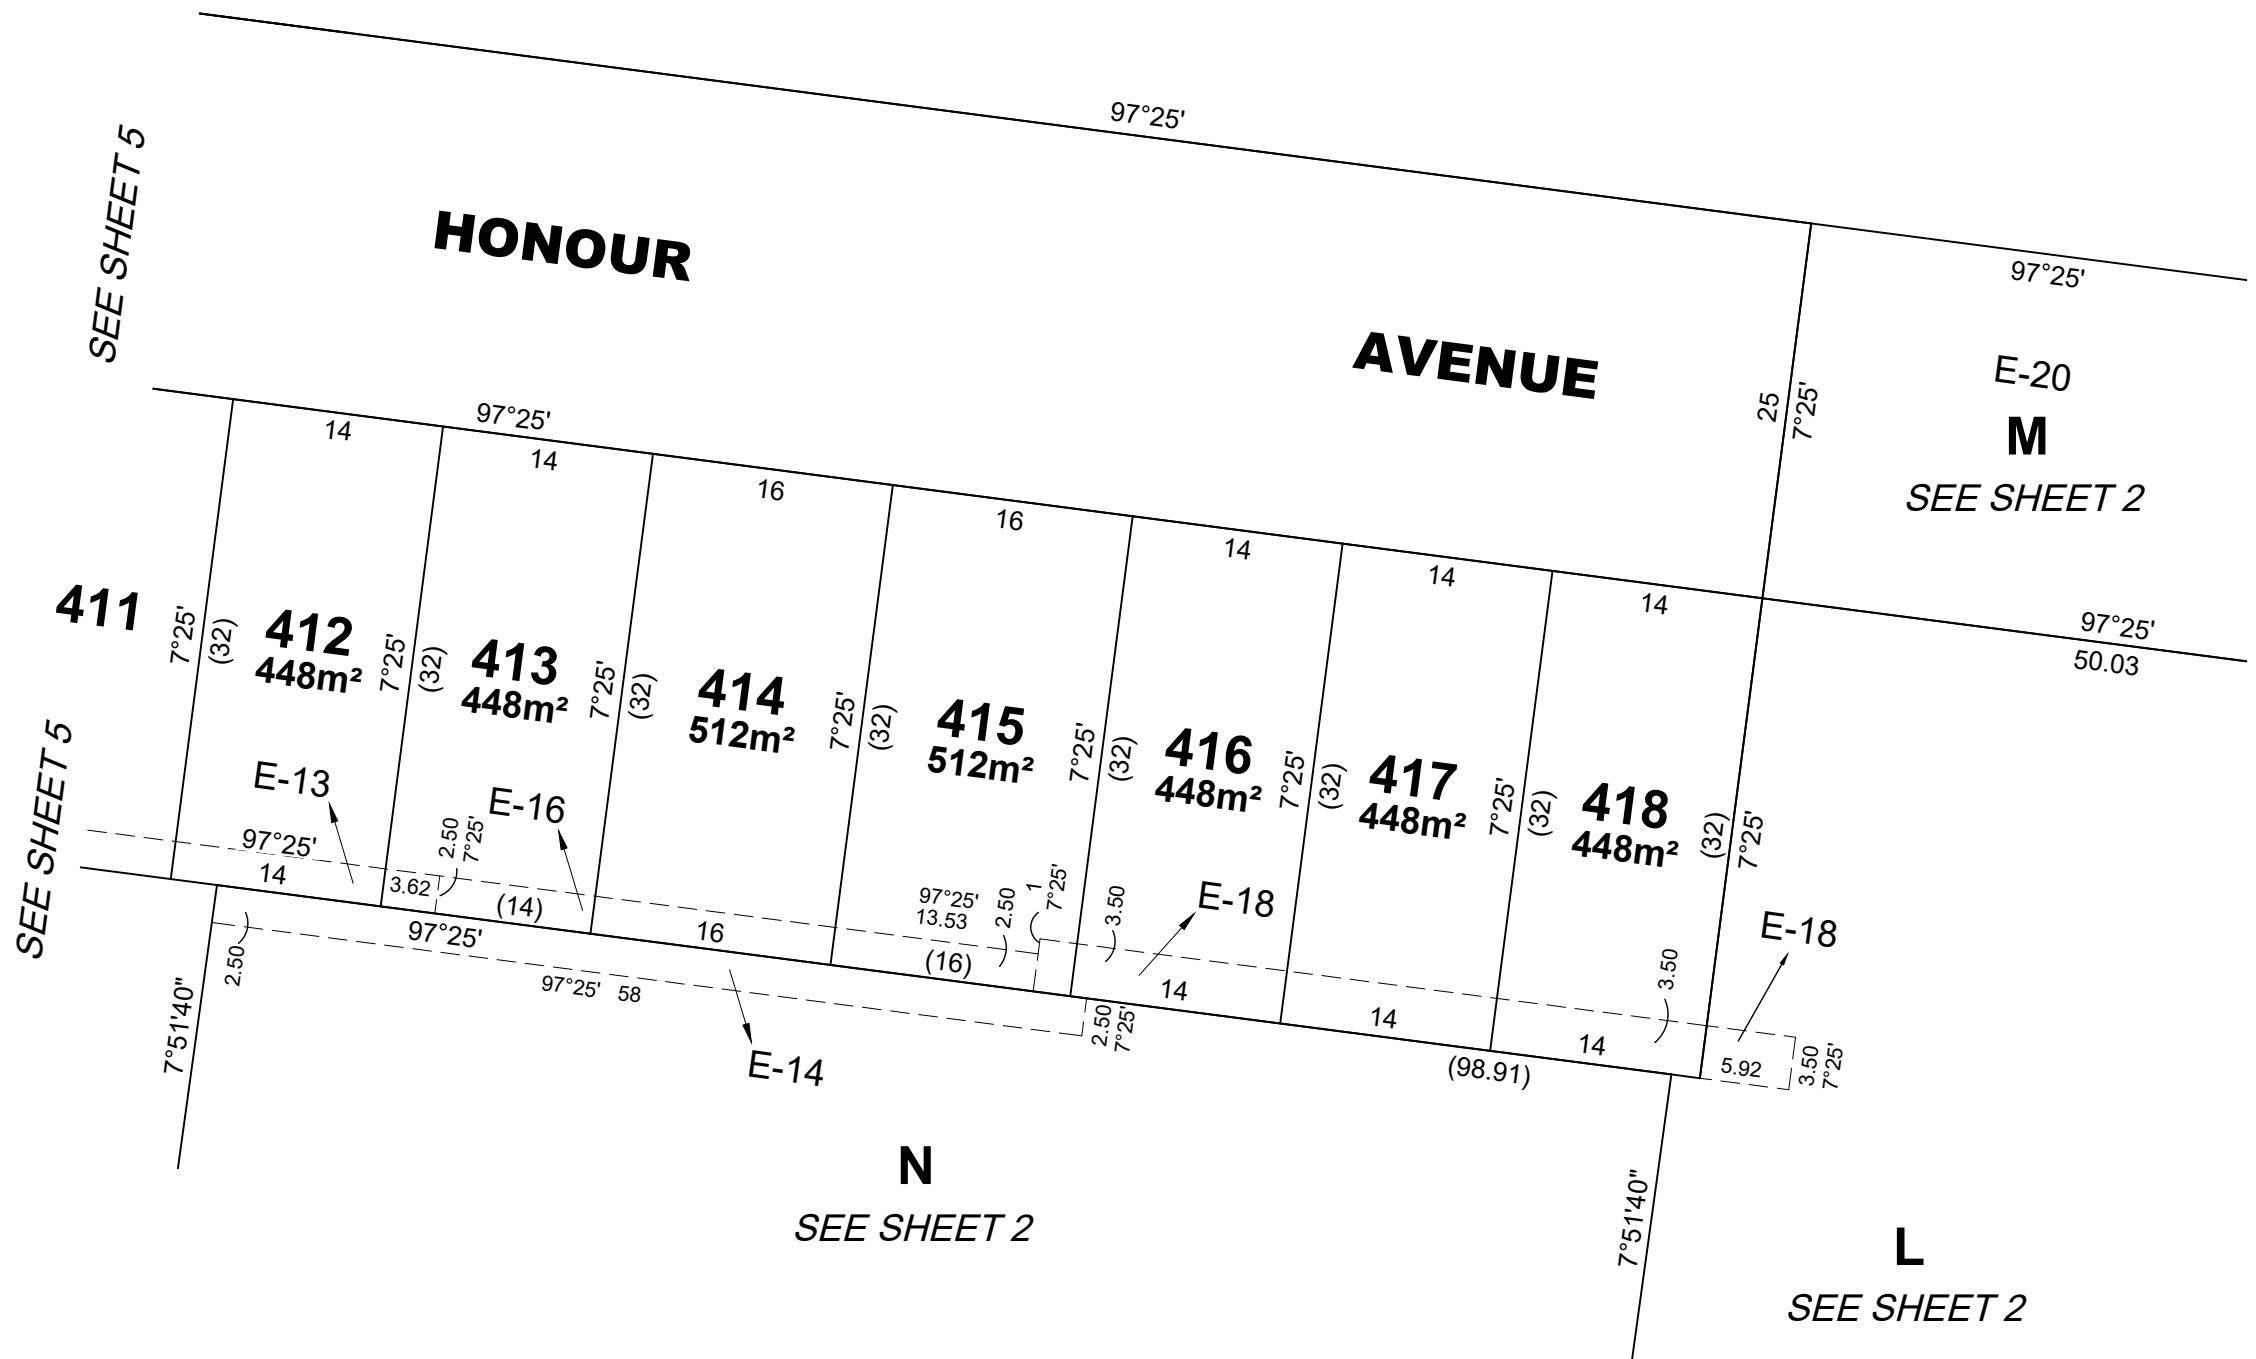 97°25'
SEE SHEET 5
HONOUR
AVENUE
97°25'
E-20
M
SEE SHEET 2
25
7°25'
97°25'
14
14
16
16
14
14
14
97°25'
50.03
411
7°25'
(32)
412
448m²
7°25'
(32)
413
448m²
7°25'
(32)
414
512m²
7°25'
(32)
415
512m²
7°25'
(32)
416
448m²
7°25'
(32)
417
448m²
7°25'
(32)
418
448m²
(32)
7°25'
SEE SHEET 5
E-13
97°25'
14
E-16
2.50
7°25'
3.62
(14)
16
97°25'
13.53
2.50
1
7°25'
(16)
3.50
E-18
14
14
3.50
14
E-18
5.92
3.50
7°25'
97°25'
2.50
97°25' 58
2.50
7°25'
(98.91)
7°51'40"
E-14
N
SEE SHEET 2
7°51'40"
L
SEE SHEET 2